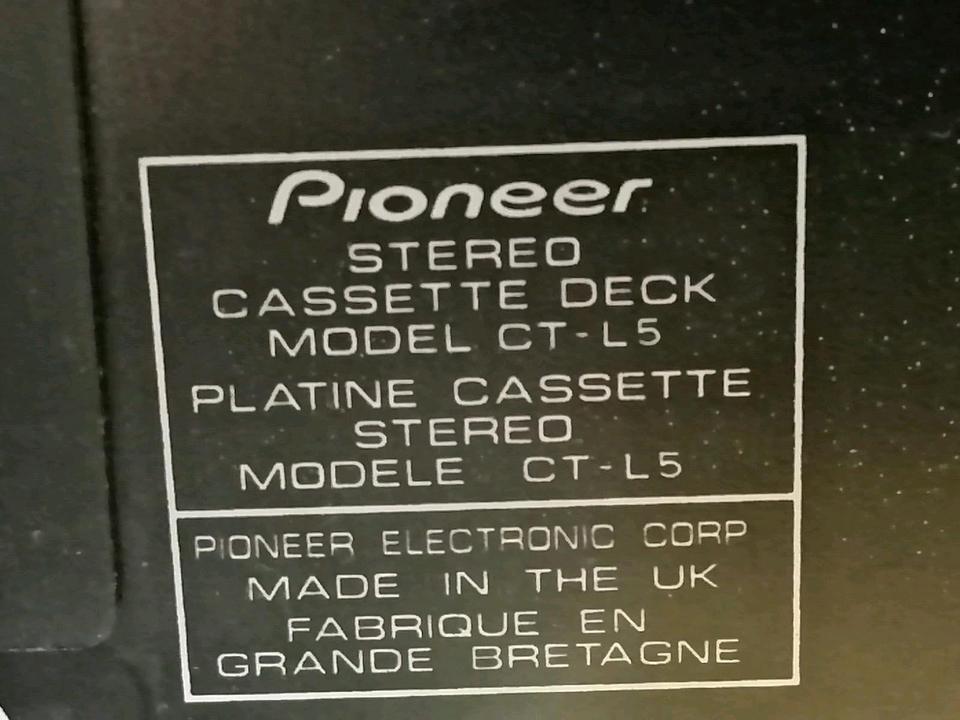 Pioneer
STEREO
CASSETTE DECK
MODEL CT-L5
PLATINE CASSETTE
STEREO
MODELE CT-L5
PIONEER ELECTRONIC CORP
MADE IN THE UK
FABRIQUE EN
GRANDE BRETAGNE